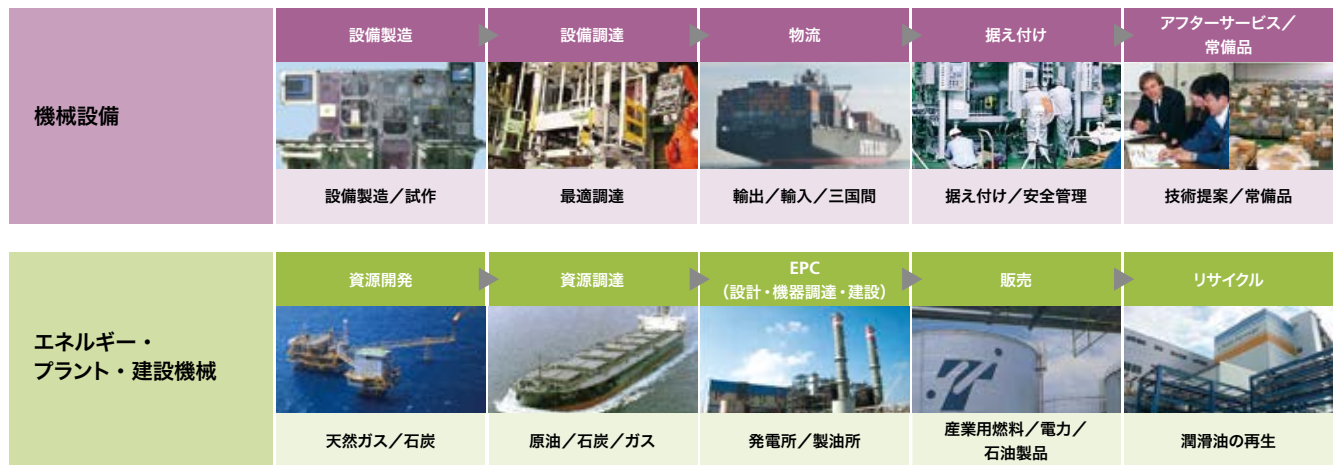 機械設備
設備製造
設備調達
物流
据え付け
アフターサービス／
常備品
設備製造／試作
最適調達
輸出／輸入／三国間
据え付け／安全管理
技術提案／常備品
エネルギー・
プラント・建設機械
資源開発
資源調達
EPC
（設計・機器調達・建設）
販売
リサイクル
天然ガス／石炭
原油／石炭／ガス
発電所／製油所
産業用燃料／電力／
石油製品
潤滑油の再生